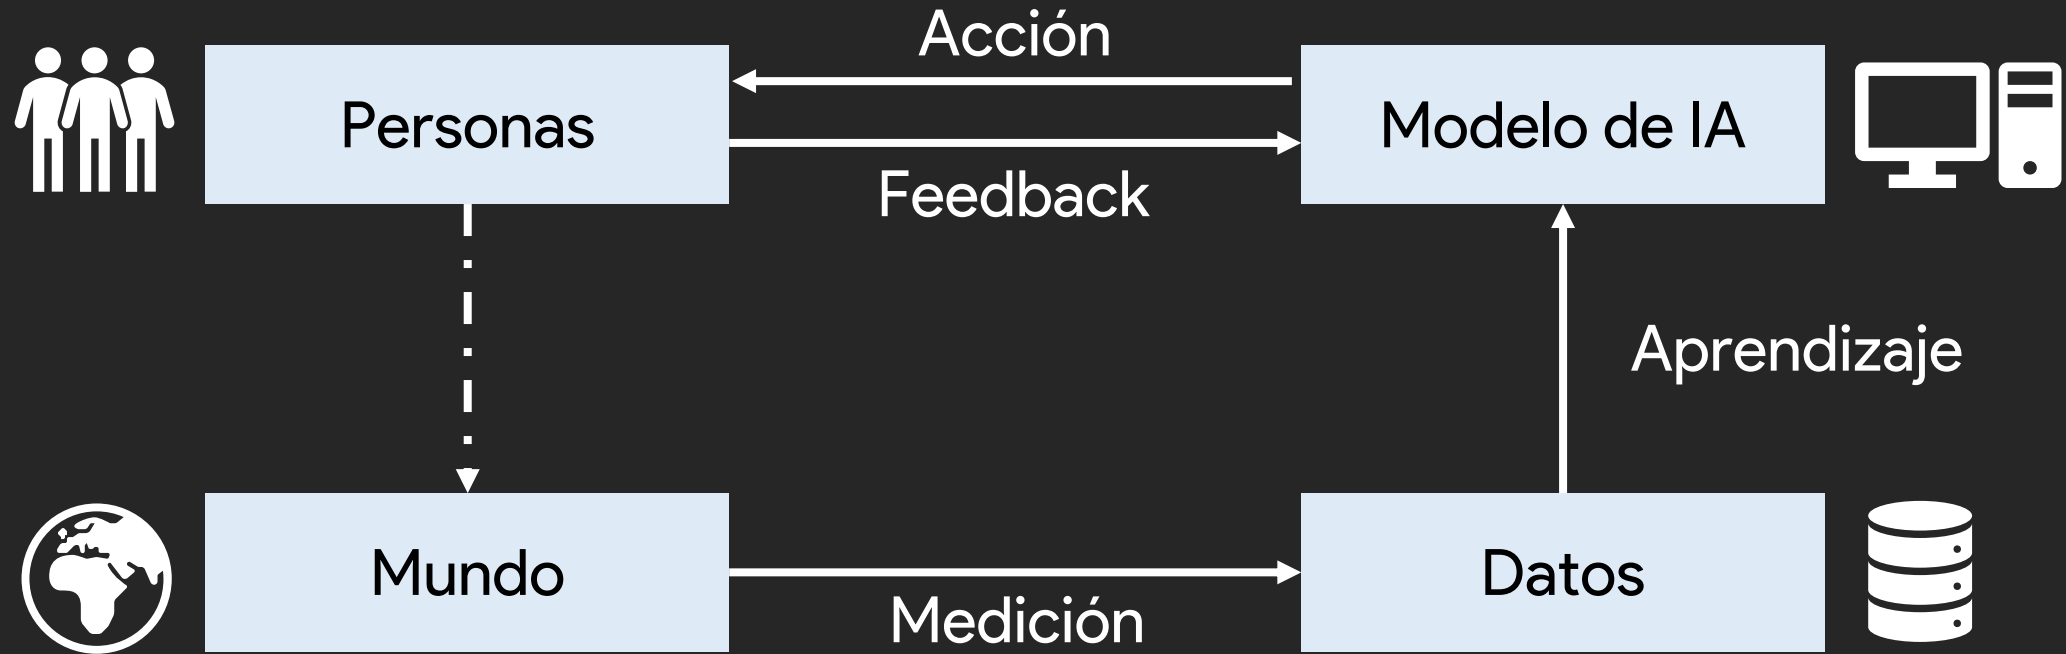 Acción
Personas
Modelo de IA
Feedback
Aprendizaje
Mundo
Datos
Medición